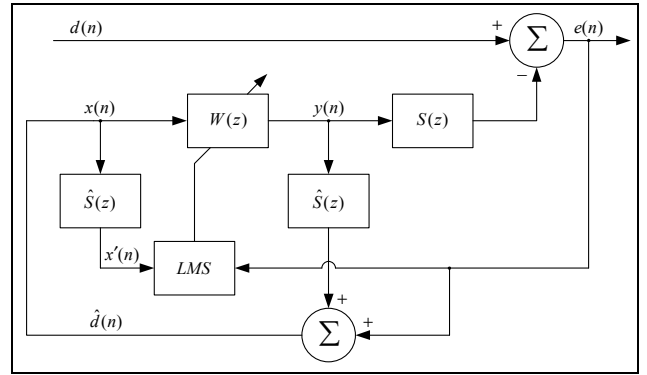 d(n)
+
Σ
e(n)
−
x(n)
W(z)
y(n)
S(z)
Ŝ(z)
Ŝ(z)
x′(n)
LMS
+
d̂(n)
Σ
+